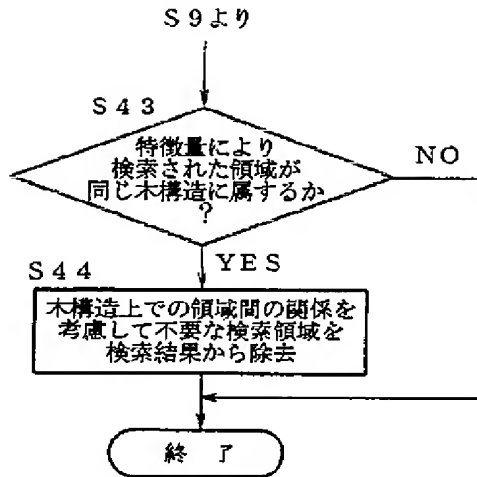 S9より
S43
特徴量により
検索された領域が
同じ木構造に属するか
?
NO
YES
S44
木構造上での領域間の関係を
考慮して不要な検索領域を
検索結果から除去
終 了